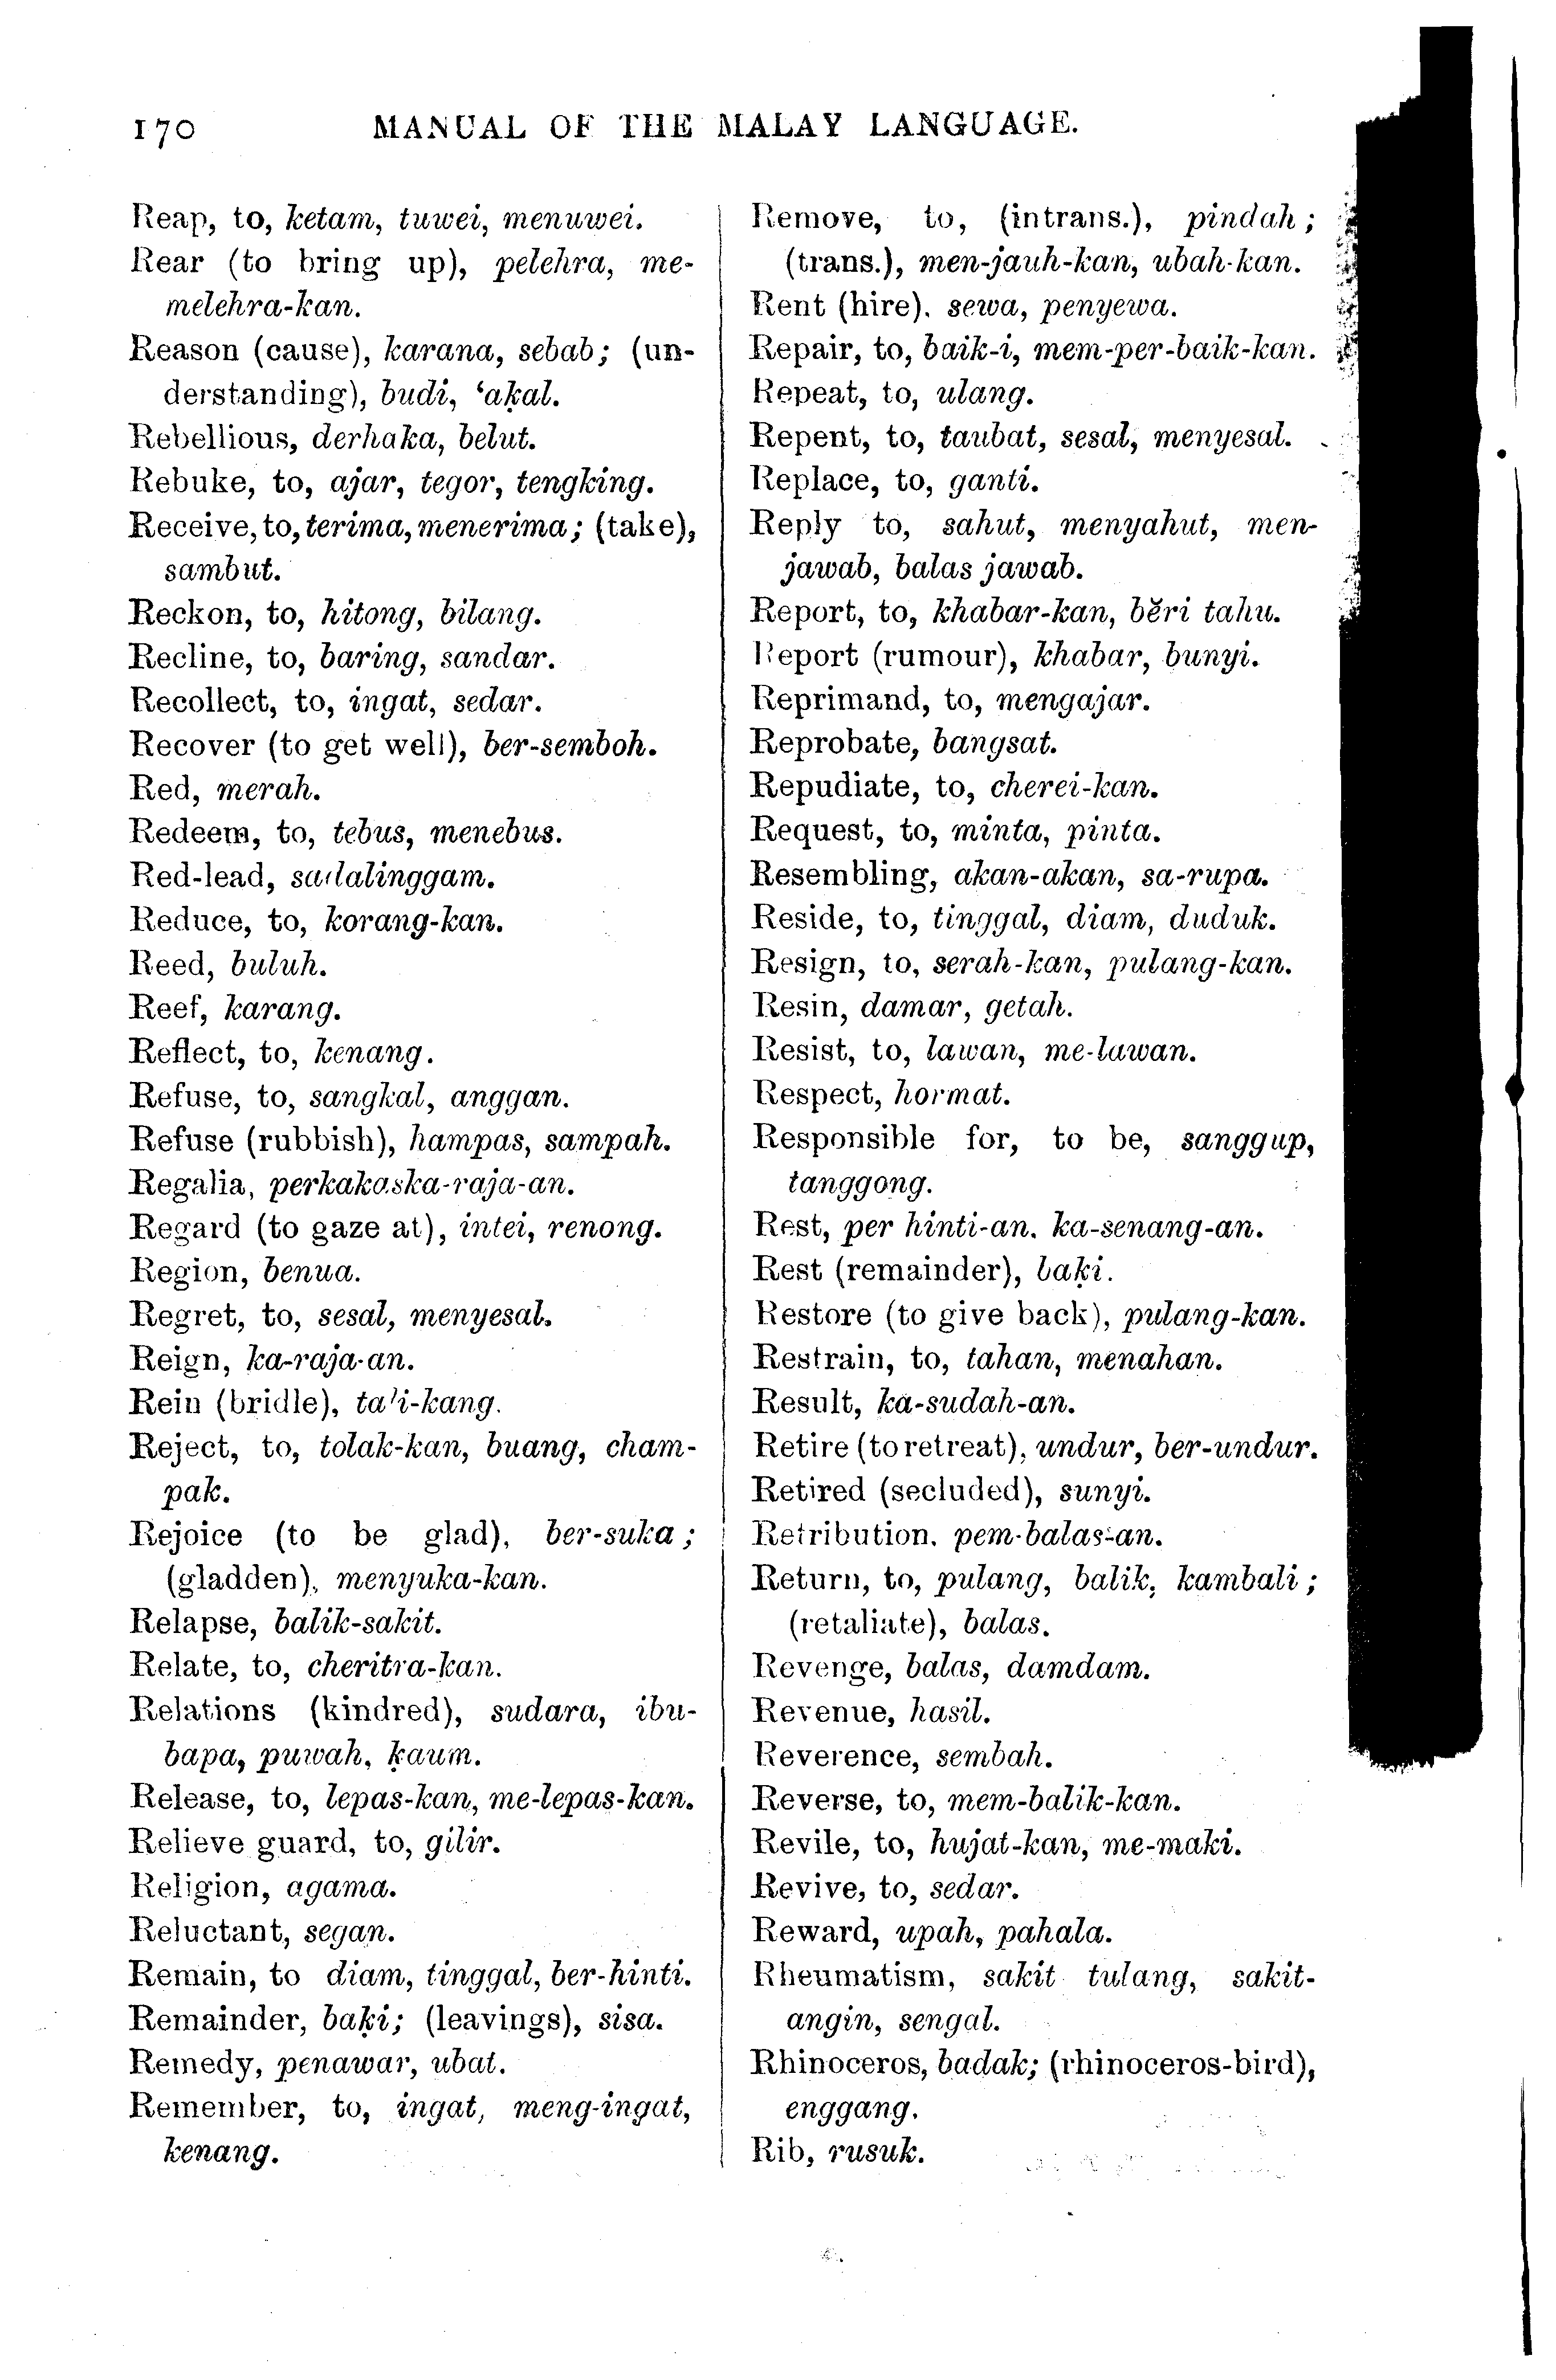 170 MANUAL OF THE MALAY LANGUAGE.
Reap, to, ketam, tuwei, menuwei.
Rear (to bring up), pelehra, me-
melehra-kan.
Reason (cause), karana, sebab; (un-
derstanding), budi, ‘aḳal.
Rebellious, derhaka, belut.
Rebuke, to, ajar, tegor, tengking.
Receive, to, terima, menerima; (take),
sambut.
Reckon, to, hitong, bilang.
Recline, to, baring, sandar.
Recollect, to, ingat, sedar.
Recover (to get well), ber-semboh.
Red, merah.
Redeem, to, tebus, menebus.
Red-lead, sadalinggam.
Reduce, to, korang-kan.
Reed, buluh.
Reef, karang.
Reflect, to, kenang.
Refuse, to, sangkal, anggan.
Refuse (rubbish), hampas, sampah.
Regalia, perkakaska-raja-an.
Regard (to gaze at), intei, renong.
Region, benua.
Regret, to, sesal, menyesal.
Reign, ka-raja-an.
Rein (bridle), tali-kang.
Reject, to, tolak-kan, buang, cham-
pak.
Rejoice (to be glad), ber-suka;
(gladden), menyuka-kan.
Relapse, balik-sakit.
Relate, to, cheritra-kan.
Relations (kindred), sudara, ibu-
bapa, puwah, ḳaum.
Release, to, lepas-kan, me-lepas-kan.
Relieve guard, to, gilir.
Religion, agama.
Reluctant, segan.
Remain, to diam, tinggal, ber-hinti.
Remainder, baḳi; (leavings), sisa.
Remedy, penawar, ubat.
Remember, to, ingat, meng-ingat,
kenang.
Remove, to, (intrans.), pindah;
(trans.), men-jauh-kan, ubah-kan.
Rent (hire). sewa, penyewa.
Repair, to, baik-i, mem-per-baik-kan.
Repeat, to, ulang.
Repent, to, taubat, sesal, menyesal.
Replace, to, ganti.
Reply to, sahut, menyahut, men-
jawab, balas jawab.
Report, to, khabar-kan, běri tahu.
Report (rumour), khabar, bunyi.
Reprimand, to, mengajar.
Reprobate, bangsat.
Repudiate, to, cherei-kan.
Request, to, minta, pinta.
Resembling, akan-akan, sa-rupa.
Reside, to, tinggal, diam, duduk.
Resign, to, serah-kan, pulang-kan.
Resin, damar, getah.
Resist, to, lawan, me-lawan.
Respect, hormat.
Responsible for, to be, sanggup,
tanggong.
Rest, per hinti-an. ka-senang-an.
Rest (remainder), baḳi.
Restore (to give back), pulang-kan.
Restrain, to, tahan, menahan.
Result, ka-sudah-an.
Retire (to retreat), undur, ber-undur.
Retired (secluded), sunyi.
Retribution. pem-balas-an.
Return, to, pulang, balik, kambali;
(retaliate), balas.
Revenge, balas, damdam.
Revenue, hasil.
Reverence, sembah.
Reverse, to, mem-balik-kan.
Revile, to, hujat-kan, me-maki.
Revive, to, sedar.
Reward, upah, pahala.
Rheumatism, sakit tulang, sakit-
angin, sengal.
Rhinoceros, badak; (rhinoceros-bird),
enggang.
Rib, rusuk.